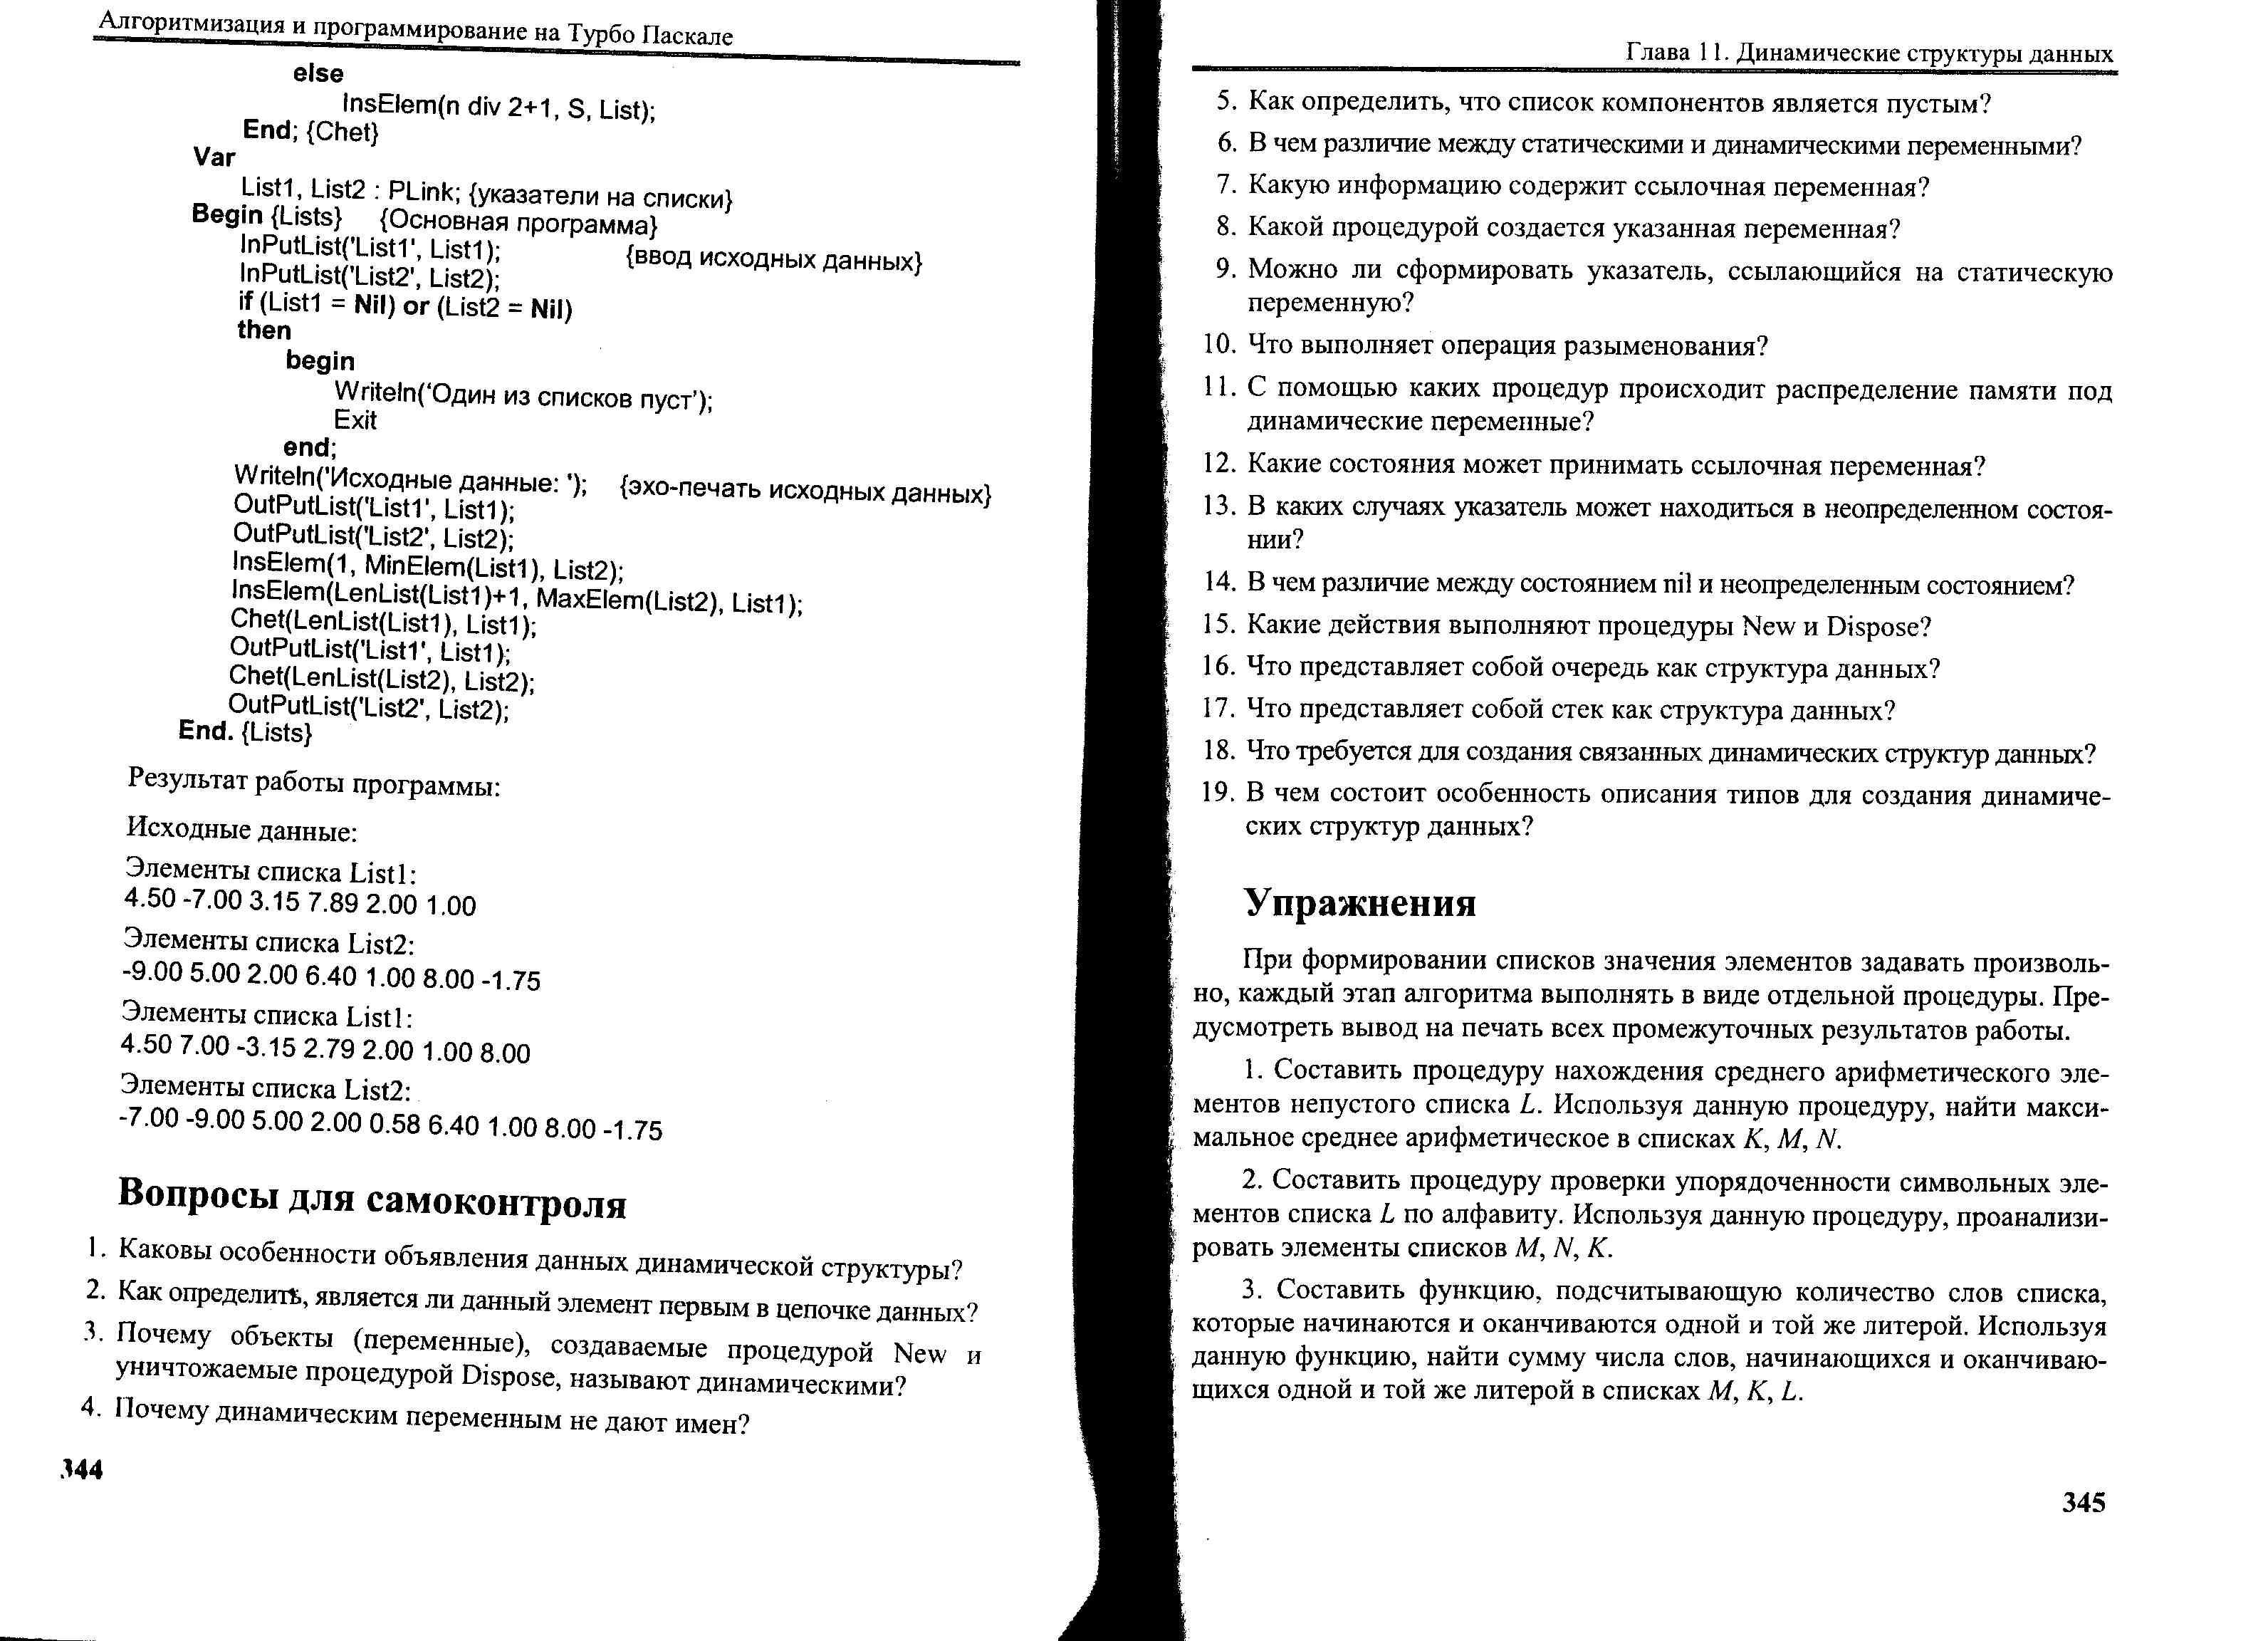 Алгоритмизация и программирование на Турбо Паскале
else
InsElem(n div 2+1, S, List);
End; {Chet}
Var
List1, List2 : PLink; {указатели на списки}
Begin {Lists} {Основная программа}
InPutList('List1', List1); {ввод исходных данных}
InPutList('List2', List2);
if (List1 = Nil) or (List2 = Nil)
then
begin
Writeln('Один из списков пуст');
Exit
end;
Writeln('Исходные данные: '); {эхо-печать исходных данных}
OutPutList('List1', List1);
OutPutList('List2', List2);
InsElem(1, MinElem(List1), List2);
InsElem(LenList(List1)+1, MaxElem(List2), List1);
Chet(LenList(List1), List1);
OutPutList('List1', List1);
Chet(LenList(List2), List2);
OutPutList('List2', List2);
End. {Lists}
Результат работы программы:
Исходные данные:
Элементы списка List1:
4.50 -7.00 3.15 7.89 2.00 1.00
Элементы списка List2:
-9.00 5.00 2.00 6.40 1.00 8.00 -1.75
Элементы списка List1:
4.50 7.00 -3.15 2.79 2.00 1.00 8.00
Элементы списка List2:
-7.00 -9.00 5.00 2.00 0.58 6.40 1.00 8.00 -1.75
Вопросы для самоконтроля
1. Каковы особенности объявления данных динамической структуры?
2. Как определить, является ли данный элемент первым в цепочке данных?
3. Почему объекты (переменные), создаваемые процедурой New и
уничтожаемые процедурой Dispose, называют динамическими?
4. Почему динамическим переменным не дают имен?
344
Глава 11. Динамические структуры данных
5. Как определить, что список компонентов является пустым?
6. В чем различие между статическими и динамическими переменными?
7. Какую информацию содержит ссылочная переменная?
8. Какой процедурой создается указанная переменная?
9. Можно ли сформировать указатель, ссылающийся на статическую
переменную?
10. Что выполняет операция разыменования?
11. С помощью каких процедур происходит распределение памяти под
динамические переменные?
12. Какие состояния может принимать ссылочная переменная?
13. В каких случаях указатель может находиться в неопределенном состоя-
нии?
14. В чем различие между состоянием nil и неопределенным состоянием?
15. Какие действия выполняют процедуры New и Dispose?
16. Что представляет собой очередь как структура данных?
17. Что представляет собой стек как структура данных?
18. Что требуется для создания связанных динамических структур данных?
19. В чем состоит особенность описания типов для создания динамиче-
ских структур данных?
Упражнения
При формировании списков значения элементов задавать произволь-
но, каждый этап алгоритма выполнять в виде отдельной процедуры. Пре-
дусмотреть вывод на печать всех промежуточных результатов работы.
1. Составить процедуру нахождения среднего арифметического эле-
ментов непустого списка L. Используя данную процедуру, найти макси-
мальное среднее арифметическое в списках K, M, N.
2. Составить процедуру проверки упорядоченности символьных эле-
ментов списка L по алфавиту. Используя данную процедуру, проанализи-
ровать элементы списков M, N, K.
3. Составить функцию, подсчитывающую количество слов списка,
которые начинаются и оканчиваются одной и той же литерой. Используя
данную функцию, найти сумму числа слов, начинающихся и оканчиваю-
щихся одной и той же литерой в списках M, K, L.
345